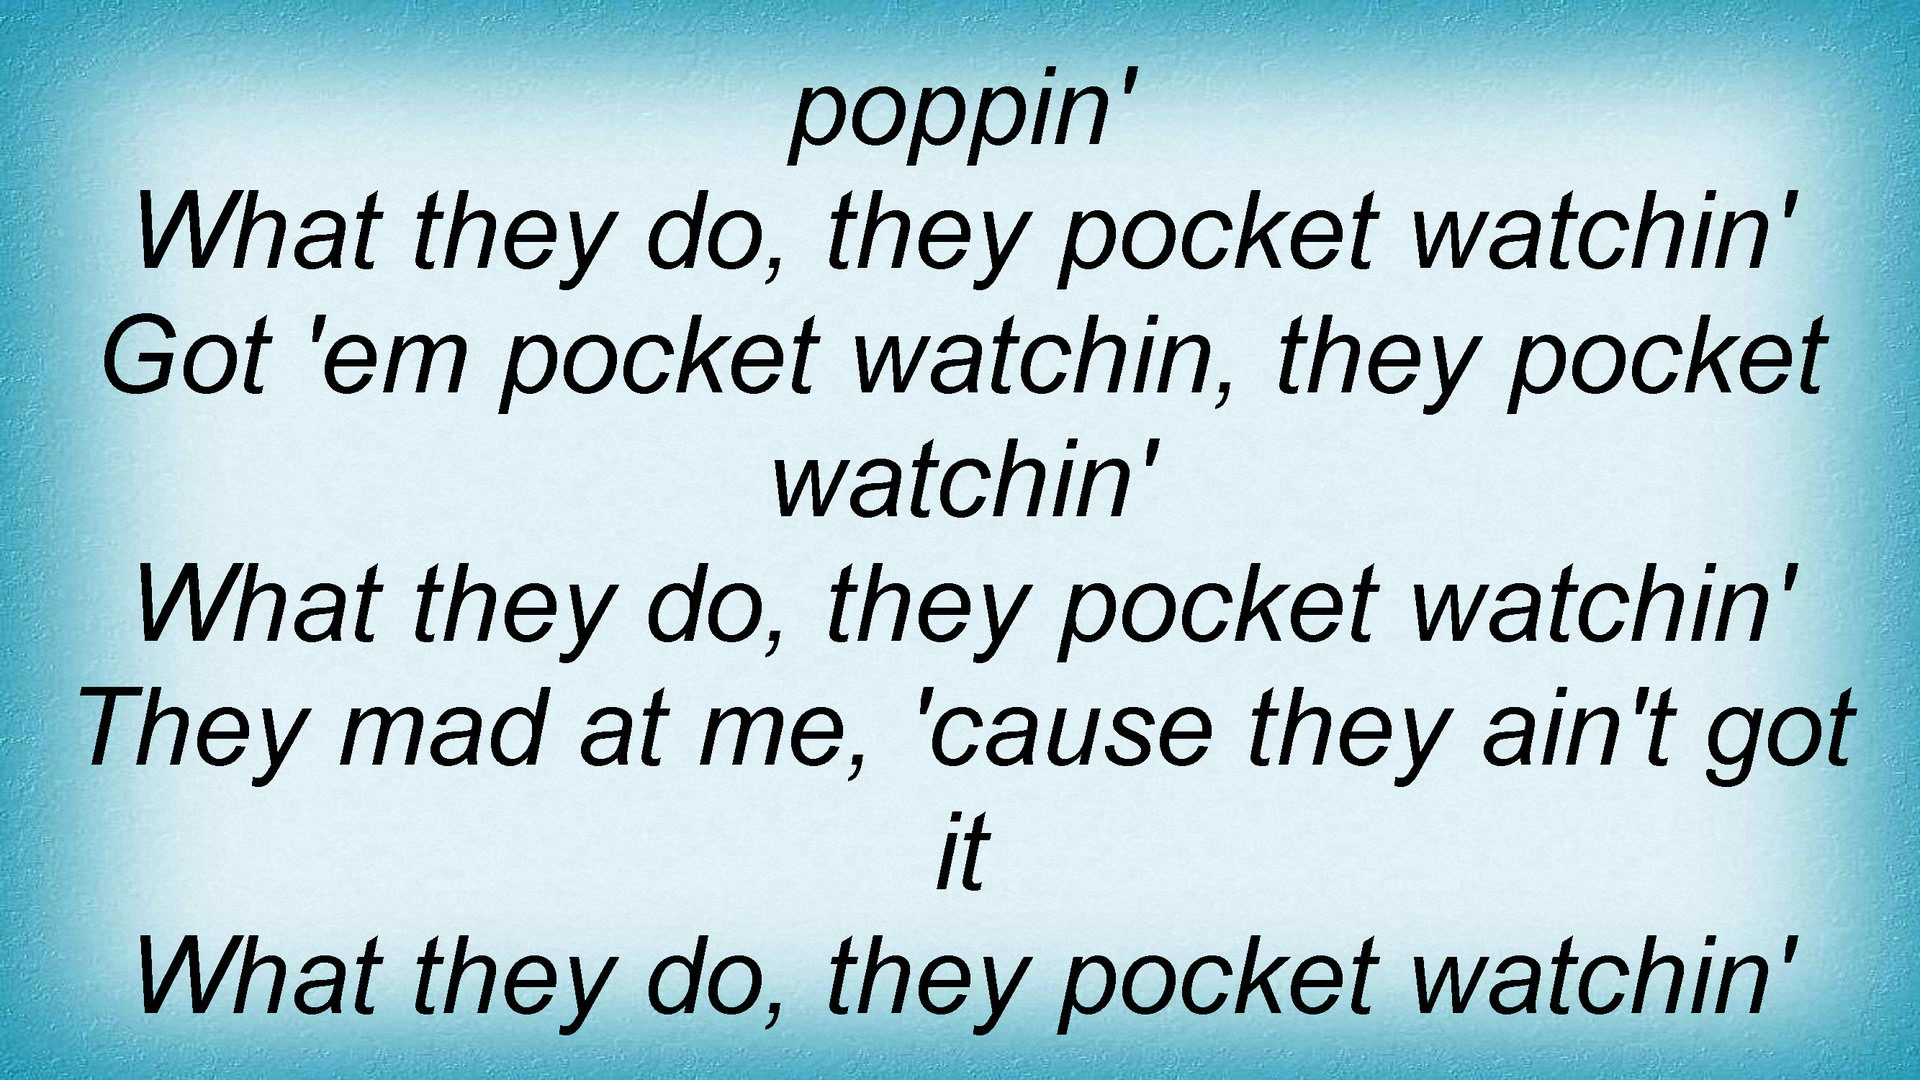 poppin'
What they do, they pocket watchin'
Got 'em pocket watchin, they pocket
watchin'
What they do, they pocket watchin'
They mad at me, 'cause they ain't got
it
What they do, they pocket watchin'